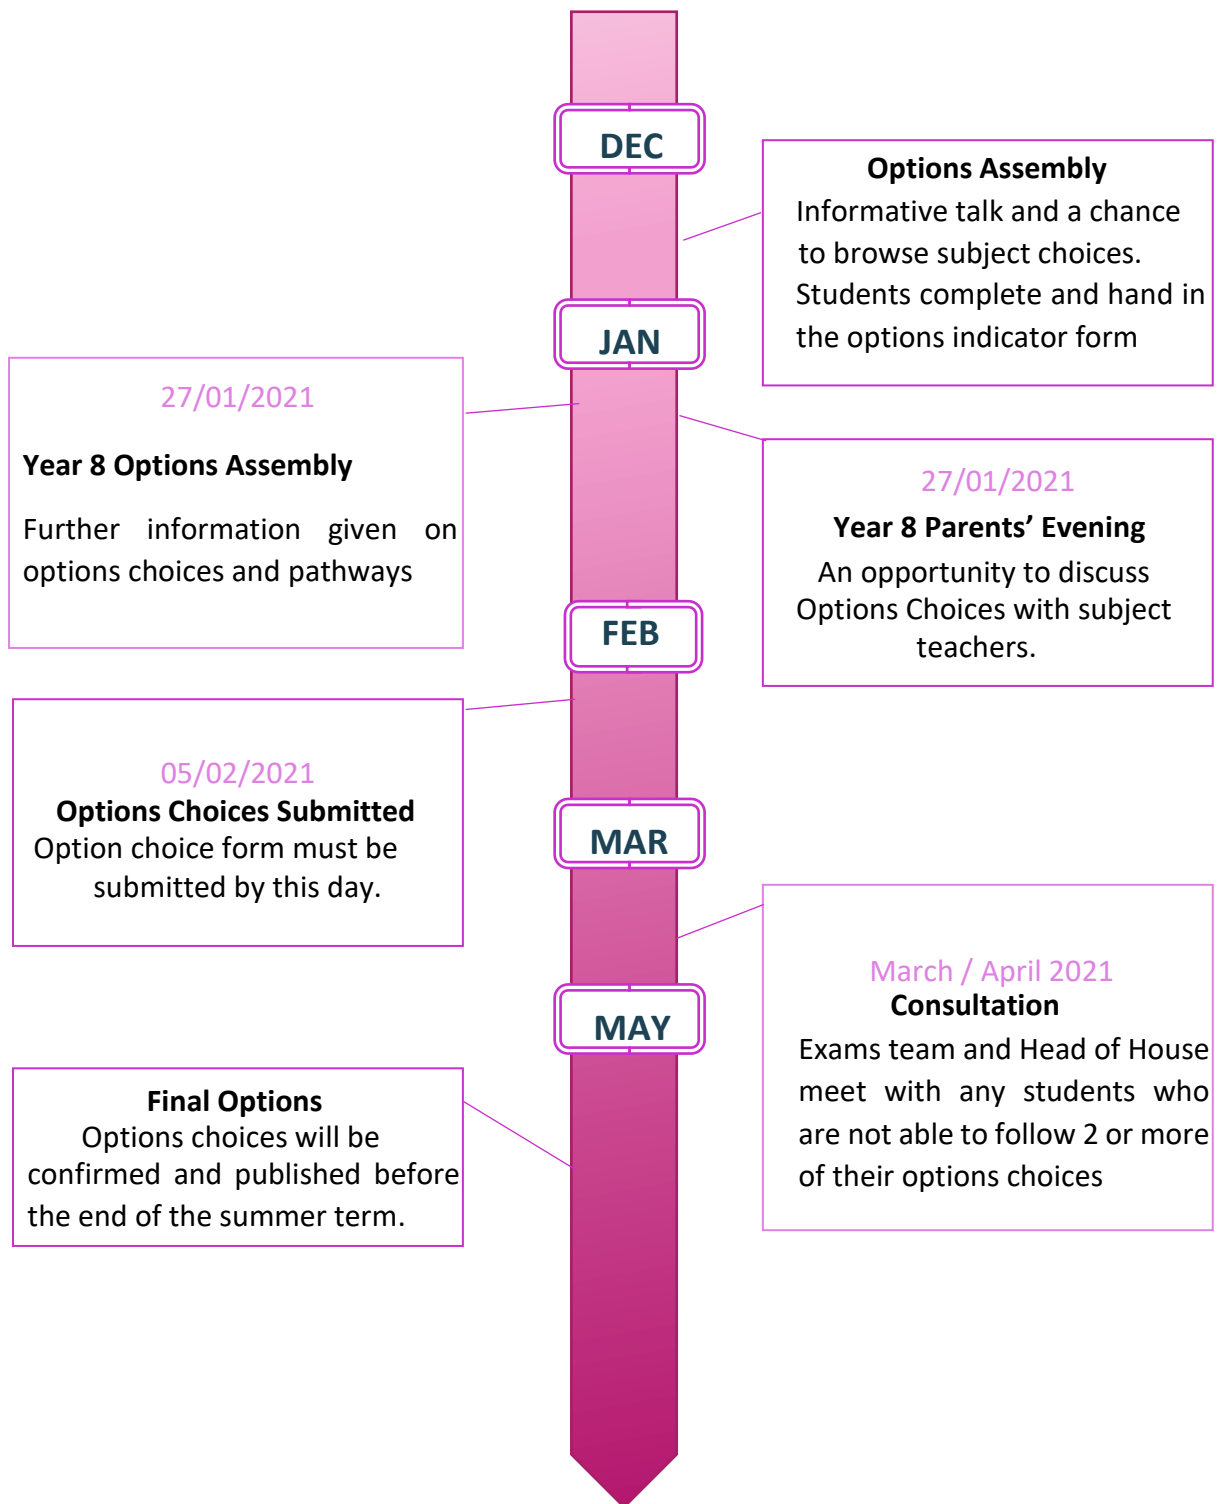 DEC
Options Assembly
Informative talk and a chance
to browse subject choices.
Students complete and hand in
the options indicator form
JAN
27/01/2021
Year 8 Options Assembly
Further information given on
options choices and pathways
27/01/2021
Year 8 Parents’ Evening
An opportunity to discuss
Options Choices with subject
teachers.
FEB
05/02/2021
Options Choices Submitted
Option choice form must be
submitted by this day.
MAR
March / April 2021
Consultation
Exams team and Head of House
meet with any students who
are not able to follow 2 or more
of their options choices
MAY
Final Options
Options choices will be
confirmed and published before
the end of the summer term.